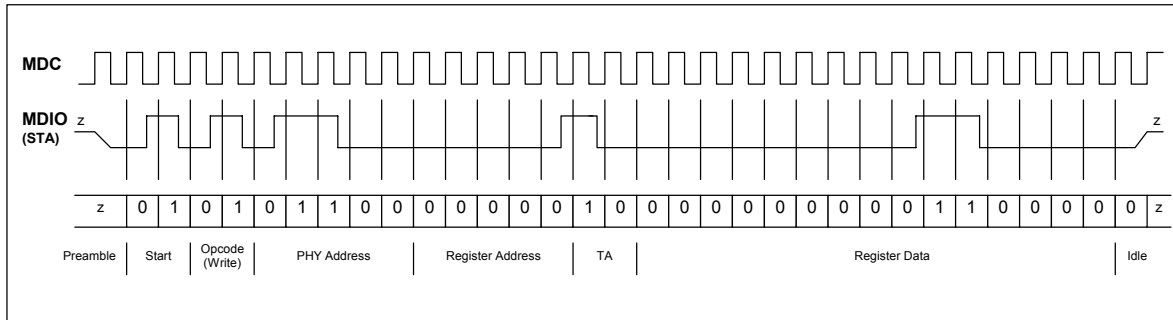 MDC
MDIO
(STA)
z
z
z 0 1 0 1 0 1 1 0 0 0 0 0 0 0 1 0 0 0 0 0 0 0 0 0 0 1 1 0 0 0 0 0 z
Preamble
Start
Opcode
(Write)
PHY Address
Register Address
TA
Register Data
Idle